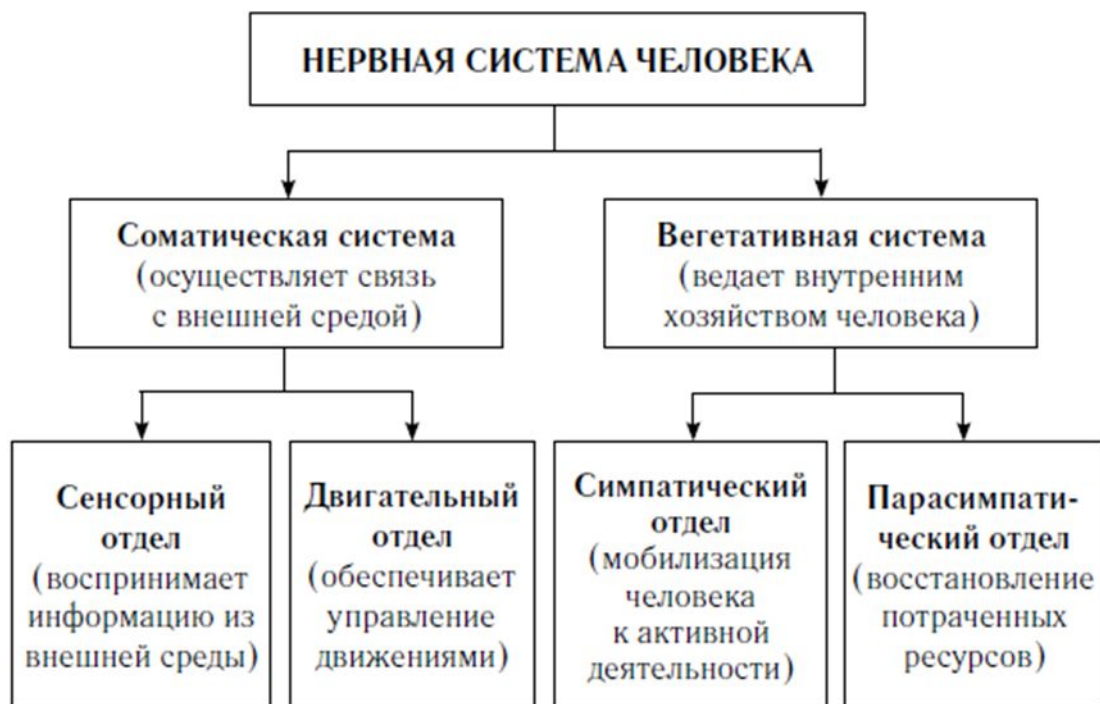 НЕРВНАЯ СИСТЕМА ЧЕЛОВЕКА
Соматическая система
(осуществляет связь
с внешней средой)
Вегетативная система
(ведает внутренним
хозяйством человека)
Сенсорный
отдел
(воспринимает
информацию из
внешней среды)
Двигательный
отдел
(обеспечивает
управление
движениями)
Симпатический
отдел
(мобилизация
человека
к активной
деятельности)
Парасимпати-
ческий отдел
(восстановление
потраченных
ресурсов)